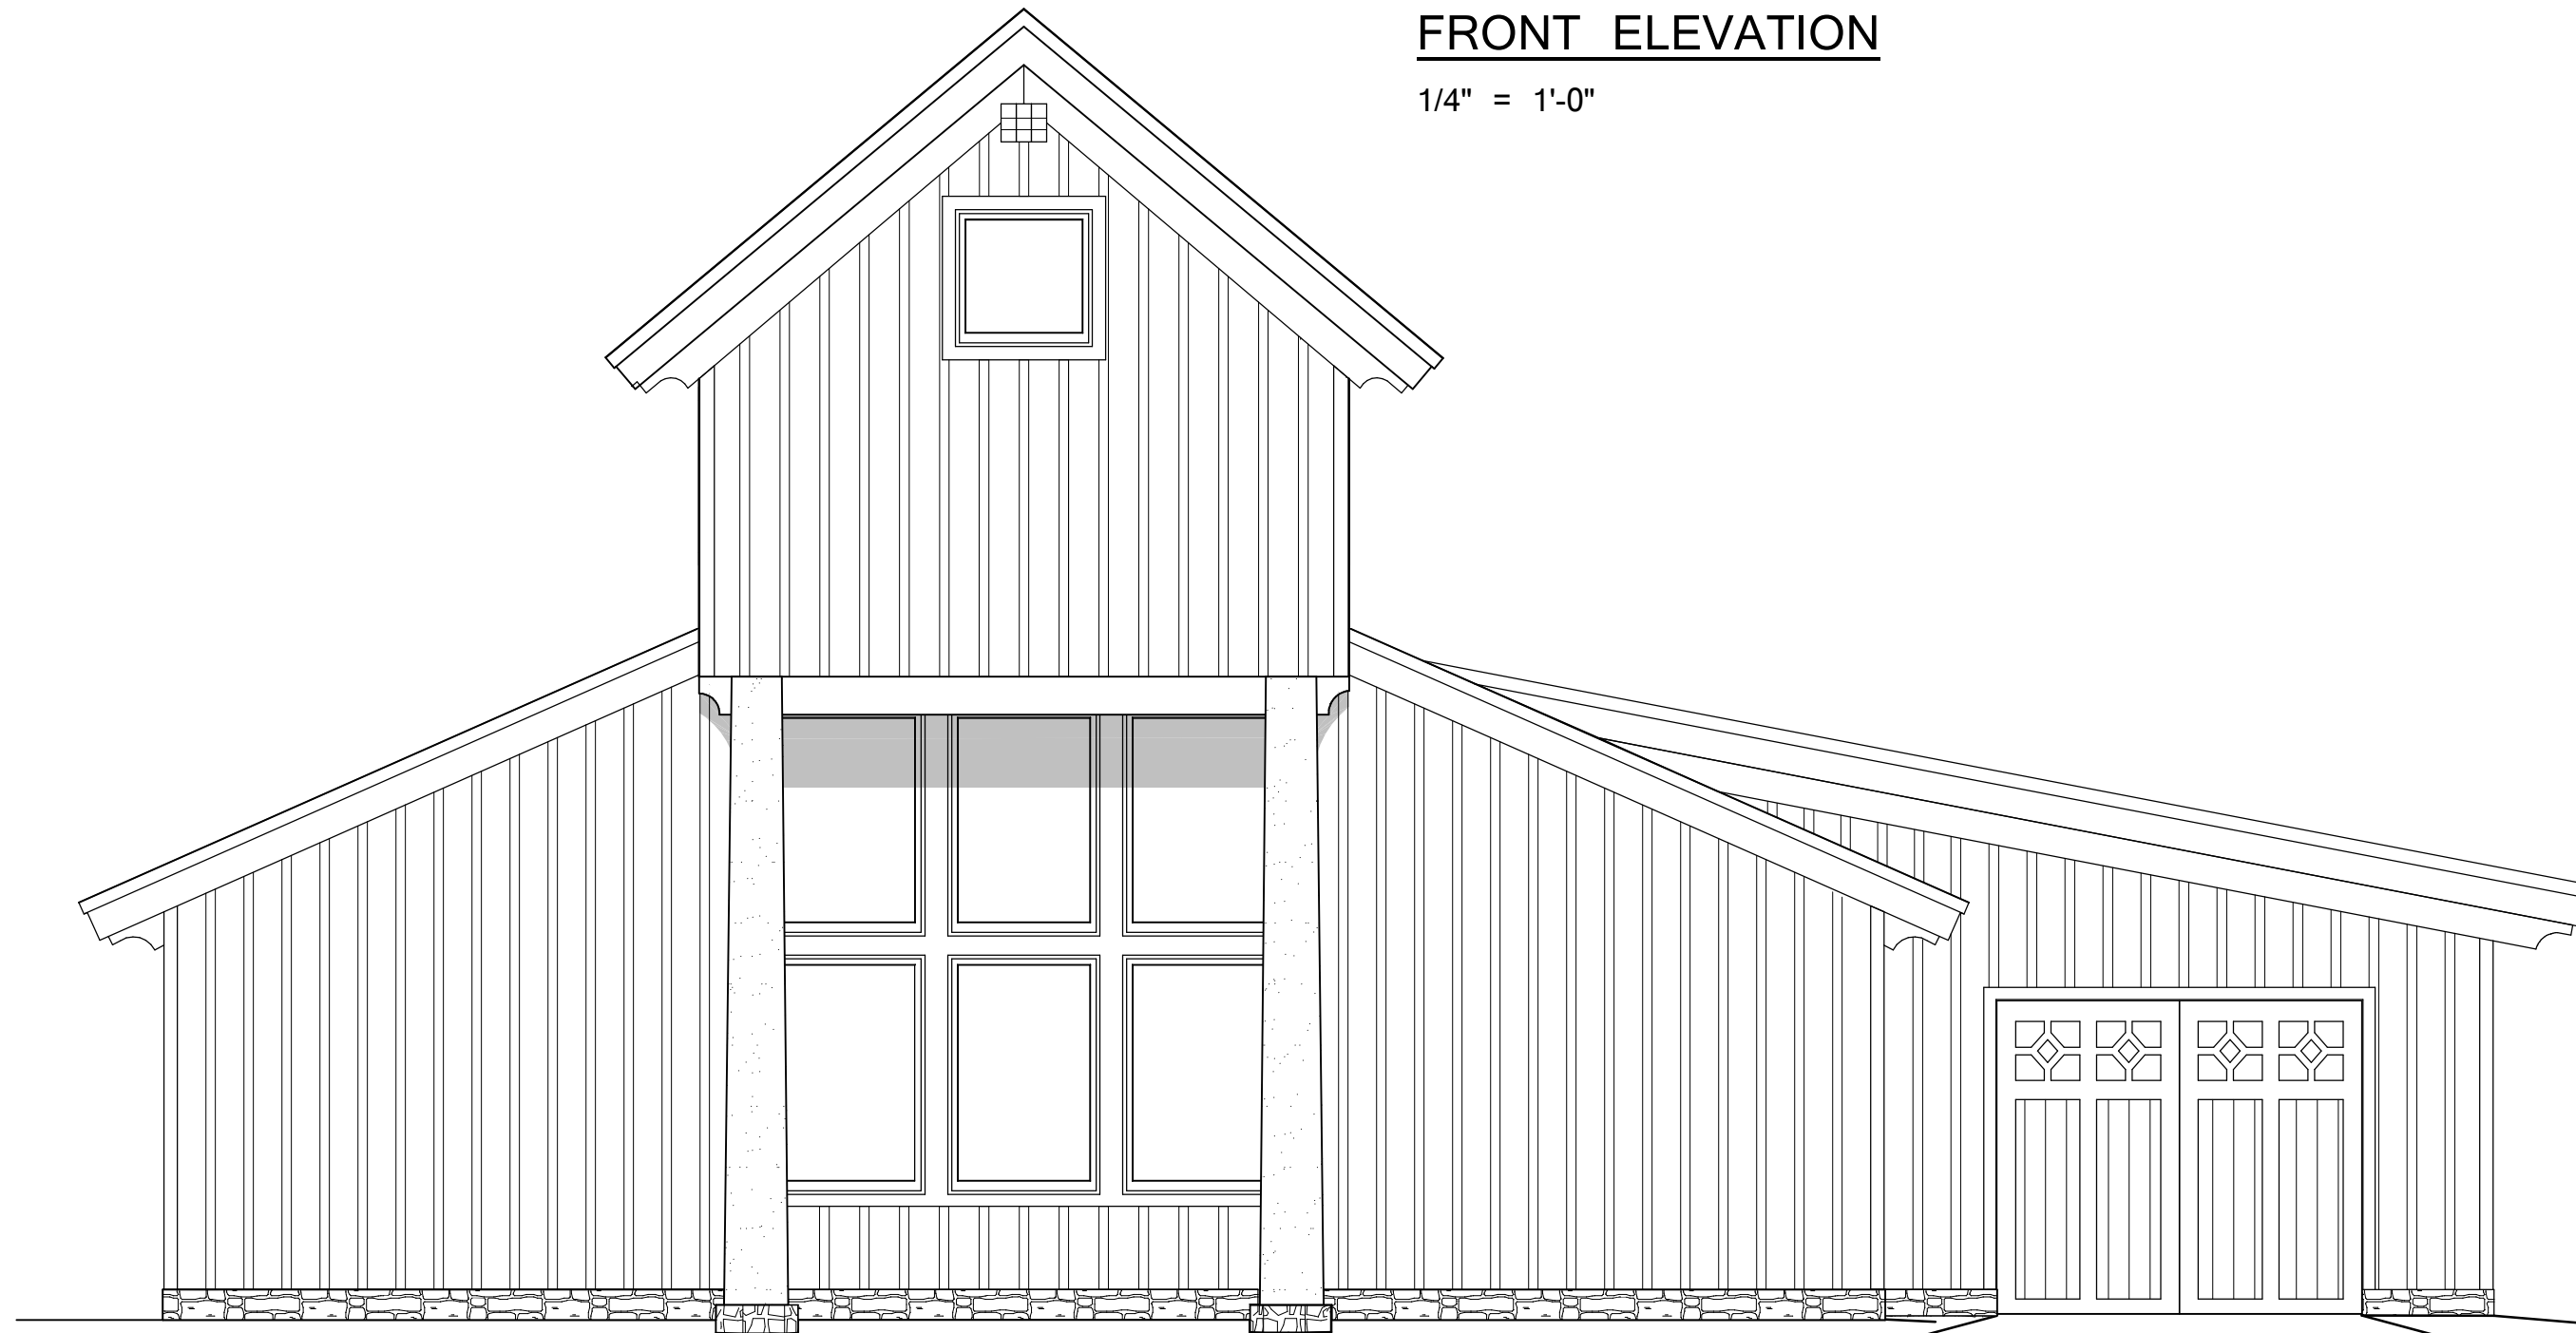 FRONT ELEVATION
1/4" = 1'-0"